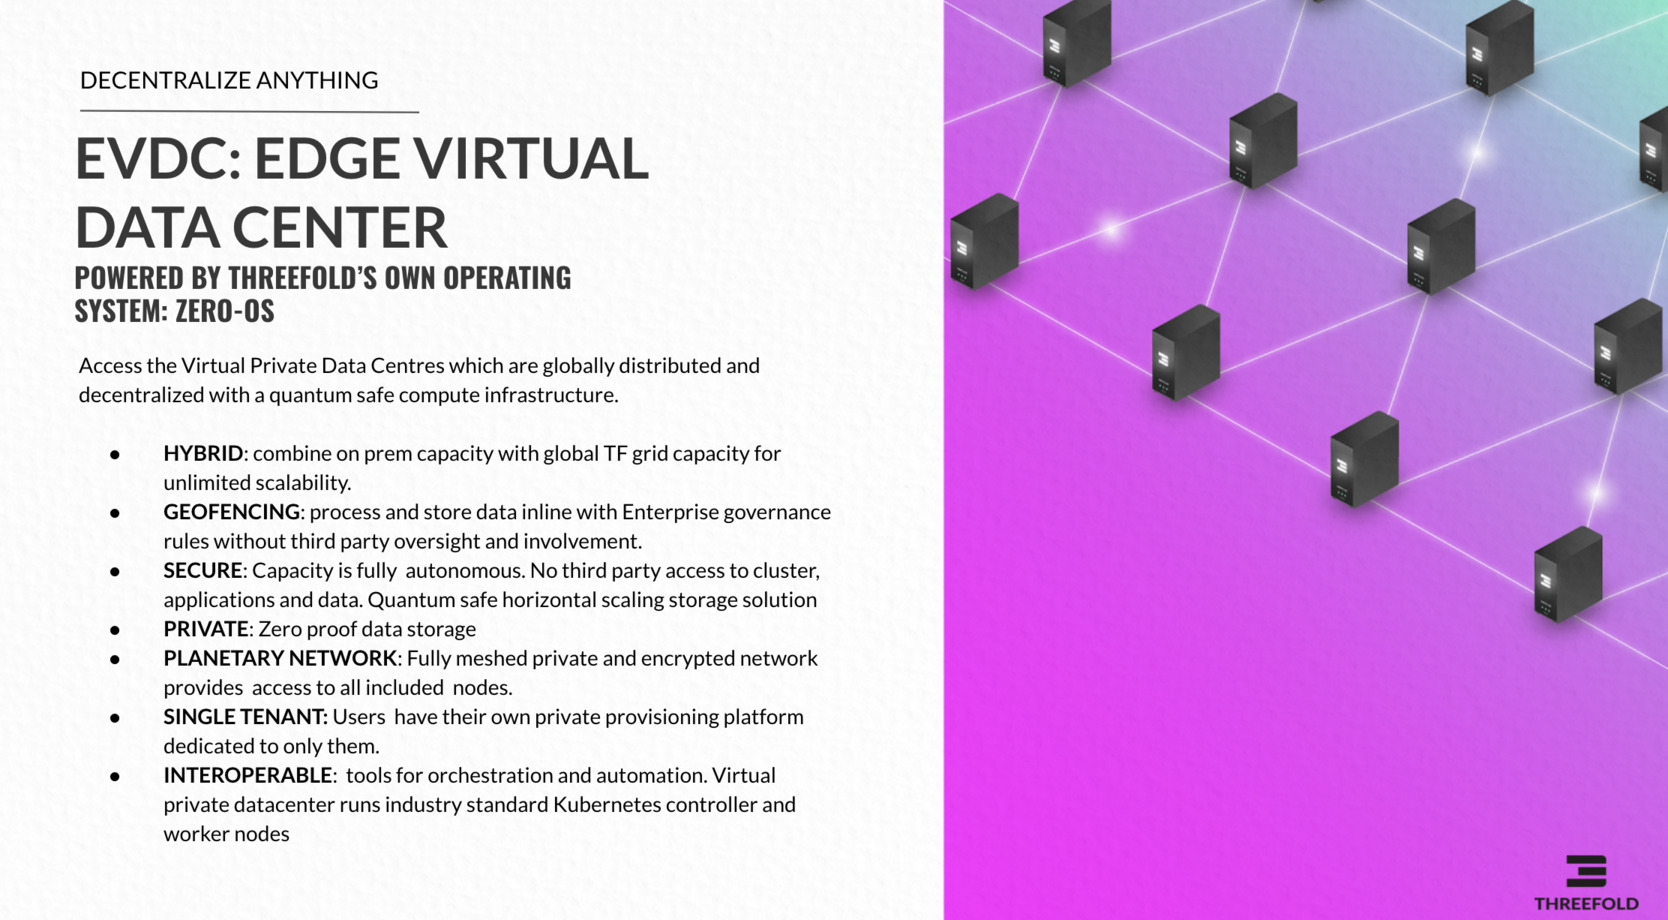 DECENTRALIZE ANYTHING
EVDC: EDGE VIRTUAL
DATA CENTER
POWERED BY THREEFOLD’S OWN OPERATING
SYSTEM: ZERO-OS
Access the Virtual Private Data Centres which are globally distributed and
decentralized with a quantum safe compute infrastructure.
● HYBRID: combine on prem capacity with global TF grid capacity for
unlimited scalability.
● GEOFENCING: process and store data inline with Enterprise governance
rules without third party oversight and involvement.
● SECURE: Capacity is fully  autonomous. No third party access to cluster,
applications and data. Quantum safe horizontal scaling storage solution
● PRIVATE: Zero proof data storage
● PLANETARY NETWORK: Fully meshed private and encrypted network
provides  access to all included  nodes.
● SINGLE TENANT: Users  have their own private provisioning platform
dedicated to only them.
● INTEROPERABLE:  tools for orchestration and automation. Virtual
private datacenter runs industry standard Kubernetes controller and
worker nodes
THREEFOLD